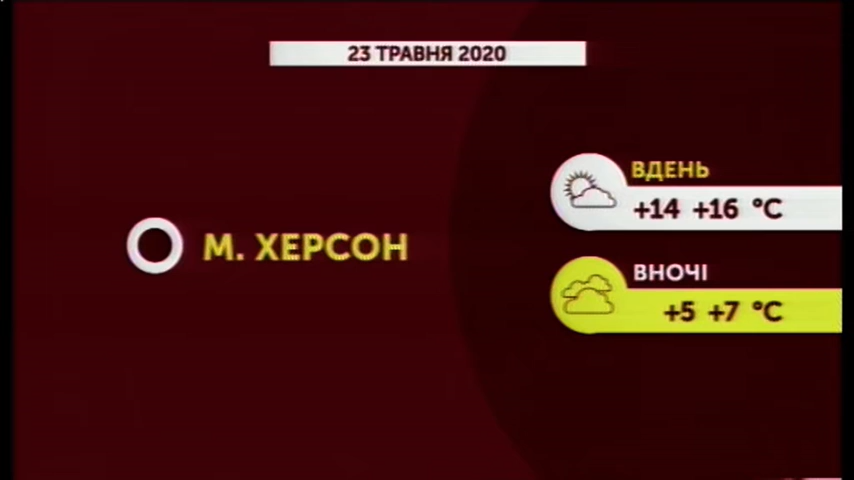 23 ТРАВНЯ 2020
М. ХЕРСОН
ВДЕНЬ
+14 +16 °C
ВНОЧІ
+5 +7 °C